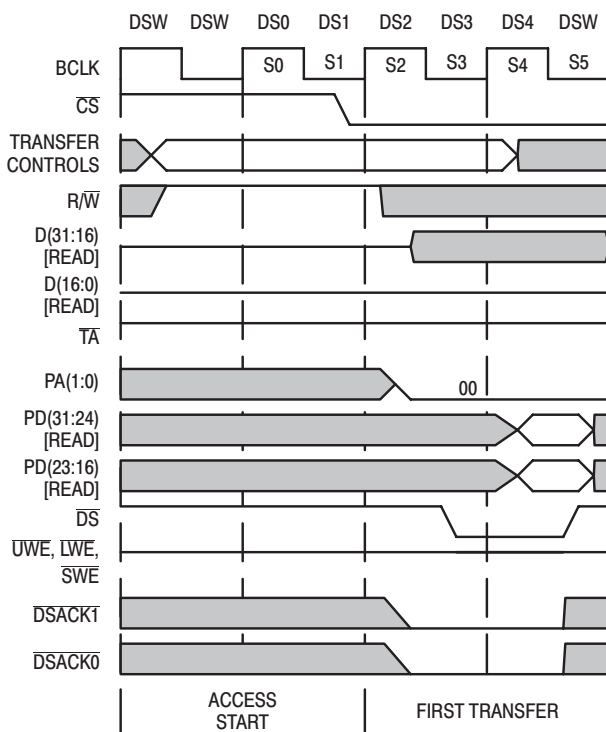 DSW DSW DS0 DS1 DS2 DS3 DS4 DSW
BCLK S0 S1 S2 S3 S4 S5
CS
TRANSFER
CONTROLS
R/W
D(31:16)
[READ]
D(16:0)
[READ]
TA
PA(1:0) 00
PD(31:24)
[READ]
PD(23:16)
[READ]
DS
UWE, LWE,
SWE
DSACK1
DSACK0
ACCESS
START
FIRST TRANSFER